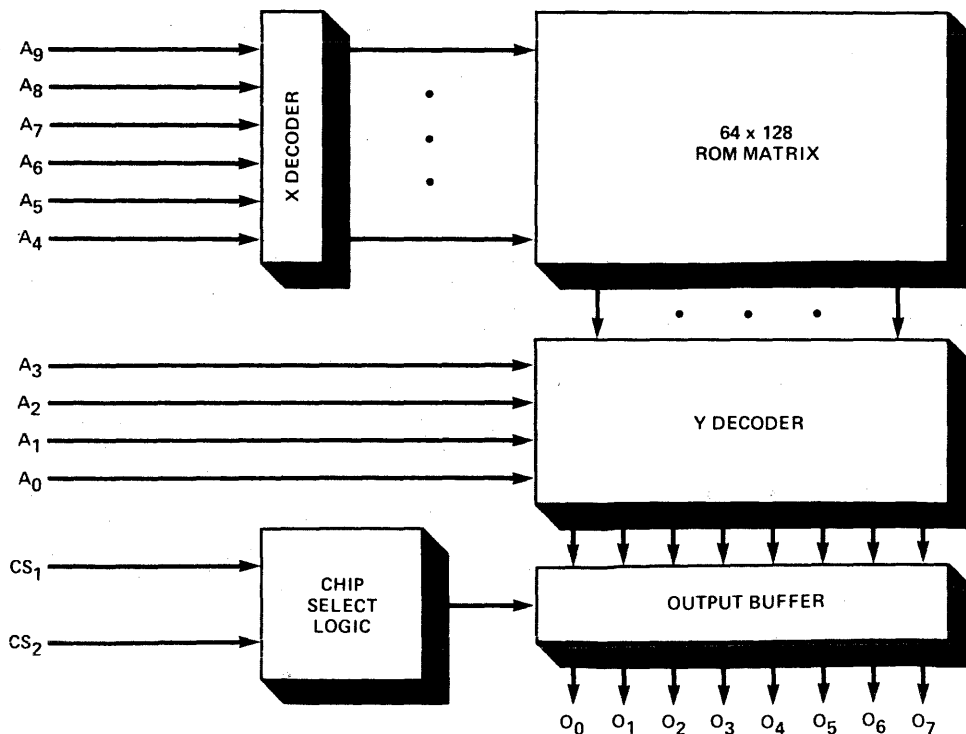 A9
A8
A7
A6
A5
A4
X DECODER
64 x 128
ROM MATRIX
A3
A2
A1
A0
Y DECODER
CS1
CS2
CHIP
SELECT
LOGIC
OUTPUT BUFFER
O0 O1 O2 O3 O4 O5 O6 O7